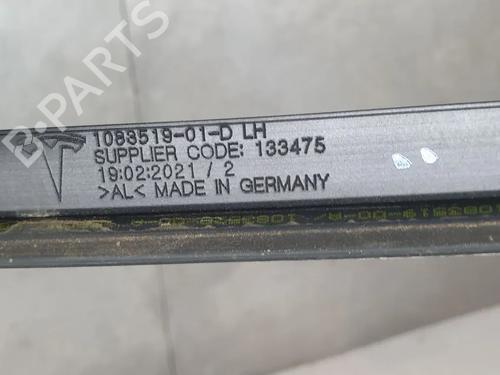 1083519-01-D LH
SUPPLIER CODE: 133475
19:02:2021 / 2
>AL< MADE IN GERMANY
B-PARTS